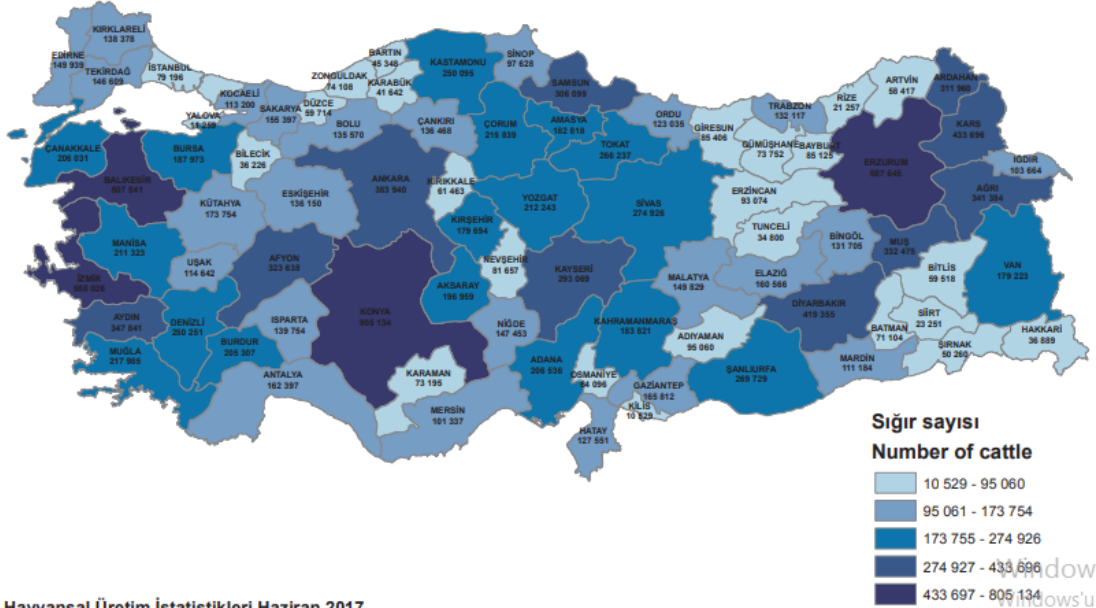 KIRKLARELİ
138 378
EDİRNE
149 939
TEKİRDAĞ
146 609
İSTANBUL
79 196
KOCAELİ
113 200
YALOVA
11 259
SAKARYA
155 397
DÜZCE
59 714
ZONGULDAK
74 108
BARTIN
45 348
KARABÜK
41 642
KASTAMONU
250 095
SİNOP
97 628
SAMSUN
306 099
BOLU
135 570
ÇANKIRI
136 468
ÇORUM
AMASYA
TOKAT
266 237
ORDU
123 035
GİRESUN
85 406
TRABZON
132 117
RİZE
21 257
ARTVİN
58 417
ARDAHAN
311 960
KARS
433 696
GÜMÜŞHANE
73 752
BAYBURT
85 125
ERZURUM
IĞDIR
103 664
AĞRI
341 384
ÇANAKKALE
206 031
BALIKESİR
BURSA
187 973
BİLECİK
36 226
KÜTAHYA
173 754
ESKİŞEHİR
136 150
ANKARA
KIRIKKALE
61 463
KIRŞEHİR
179 694
YOZGAT
212 243
SİVAS
274 926
ERZİNCAN
93 074
TUNCELİ
34 800
BİNGÖL
131 705
MUŞ
332 475
BİTLİS
59 518
VAN
179 223
MANİSA
211 323
UŞAK
114 642
AFYON
323 638
İZMİR
AYDIN
347 841
DENİZLİ
250 251
ISPARTA
139 754
BURDUR
205 307
MUĞLA
217 965
ANTALYA
162 397
KONYA
AKSARAY
196 959
NEVŞEHİR
81 657
KAYSERİ
293 069
NİĞDE
147 453
KARAMAN
73 195
MERSİN
101 337
ADANA
206 536
OSMANİYE
64 096
KAHRAMANMARAŞ
183 621
MALATYA
149 829
ELAZIĞ
160 566
ADIYAMAN
95 060
DİYARBAKIR
419 355
GAZİANTEP
165 812
KİLİS
10 529
HATAY
127 551
ŞANLIURFA
269 729
MARDİN
111 184
BATMAN
71 104
SİİRT
23 251
ŞIRNAK
50 260
HAKKARİ
36 889
Sığır sayısı
Number of cattle
10 529 - 95 060
95 061 - 173 754
173 755 - 274 926
274 927 - 433 696
433 697 - 805 134
Window
Windows'u
Hayvansal Üretim İstatistikleri Haziran 2017